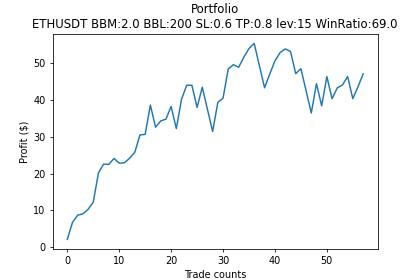 Portfolio
ETHUSDT BBM:2.0 BBL:200 SL:0.6 TP:0.8 lev:15 WinRatio:69.0
50
40
30
20
10
0
Profit ($)
0 10 20 30 40 50
Trade counts